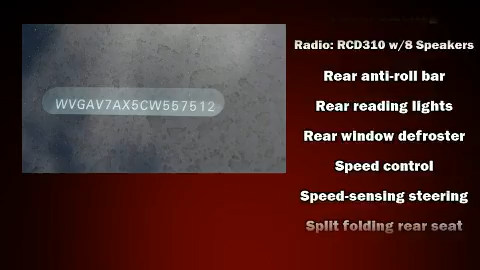 WVGAV7AX5CW557512
Radio: RCD310 w/8 Speakers
Rear anti-roll bar
Rear reading lights
Rear window defroster
Speed control
Speed-sensing steering
Split folding rear seat